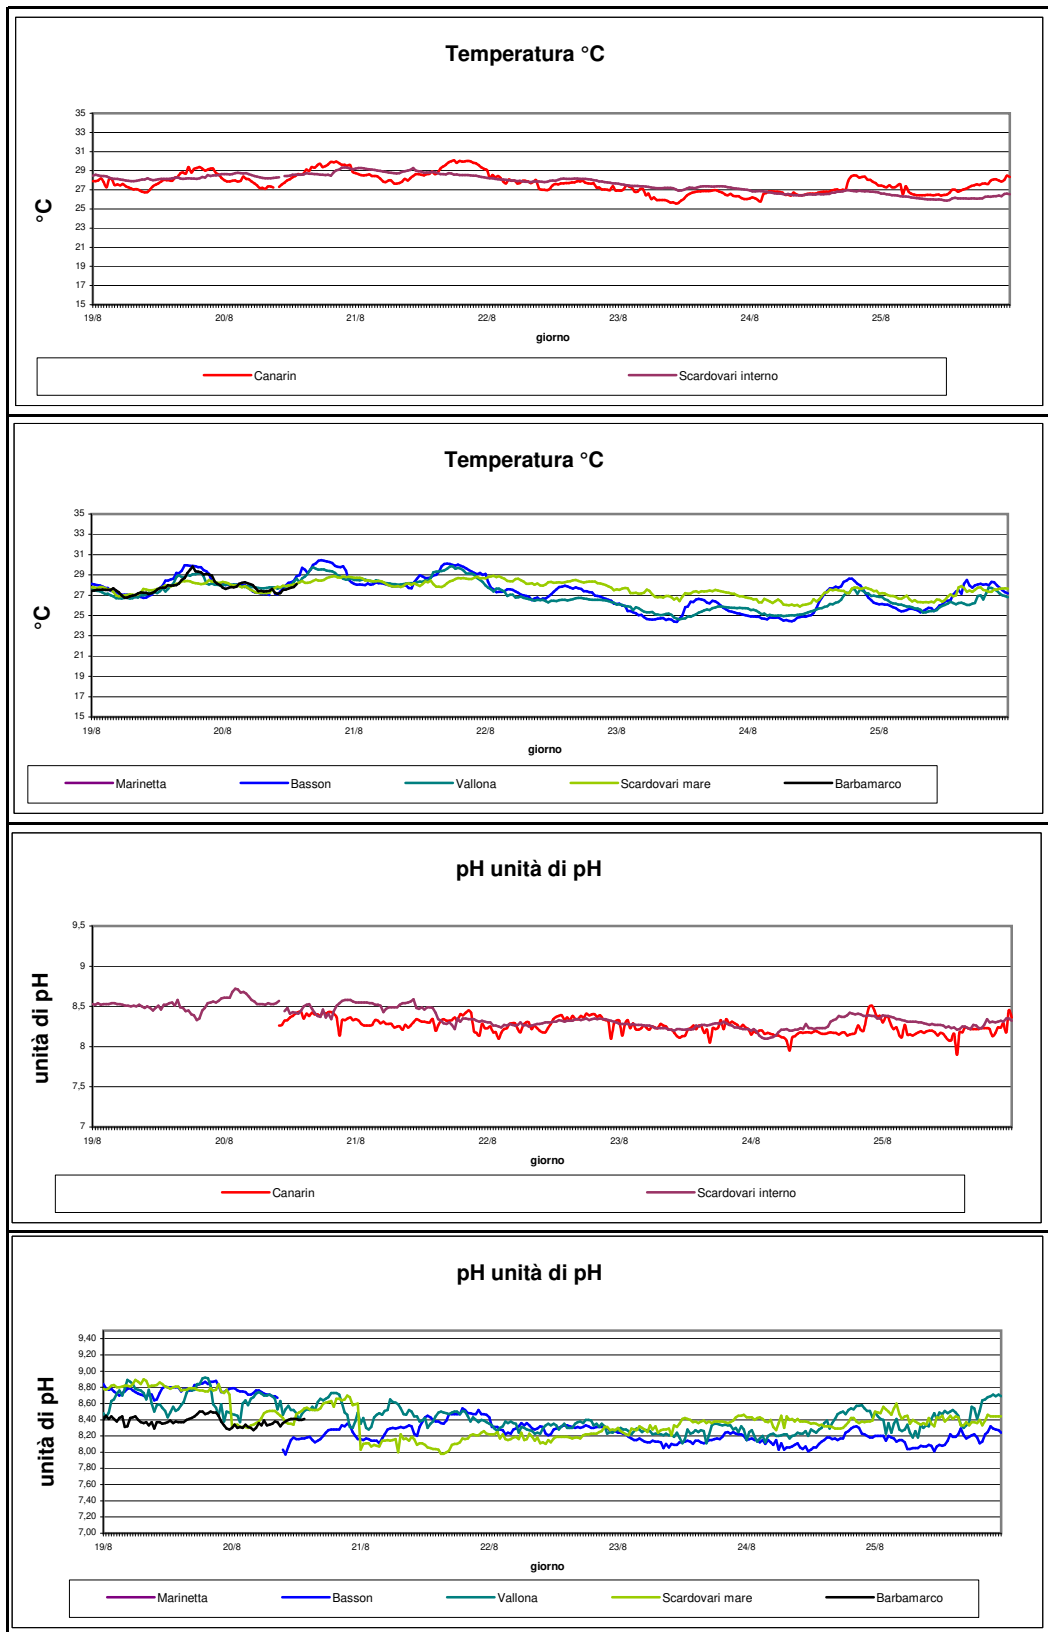 Temperatura °C
°C
35
33
31
29
27
25
23
21
19
17
15
19/8 20/8 21/8 22/8 23/8 24/8 25/8
giorno
Canarin Scardovari interno
Temperatura °C
°C
35
33
31
29
27
25
23
21
19
17
15
19/8 20/8 21/8 22/8 23/8 24/8 25/8
giorno
Marinetta Basson Vallona Scardovari mare Barbamarco
pH unità di pH
unità di pH
9,5
9
8,5
8
7,5
7
19/8 20/8 21/8 22/8 23/8 24/8 25/8
giorno
Canarin Scardovari interno
pH unità di pH
unità di pH
9,40
9,20
9,00
8,80
8,60
8,40
8,20
8,00
7,80
7,60
7,40
7,20
7,00
19/8 20/8 21/8 22/8 23/8 24/8 25/8
giorno
Marinetta Basson Vallona Scardovari mare Barbamarco